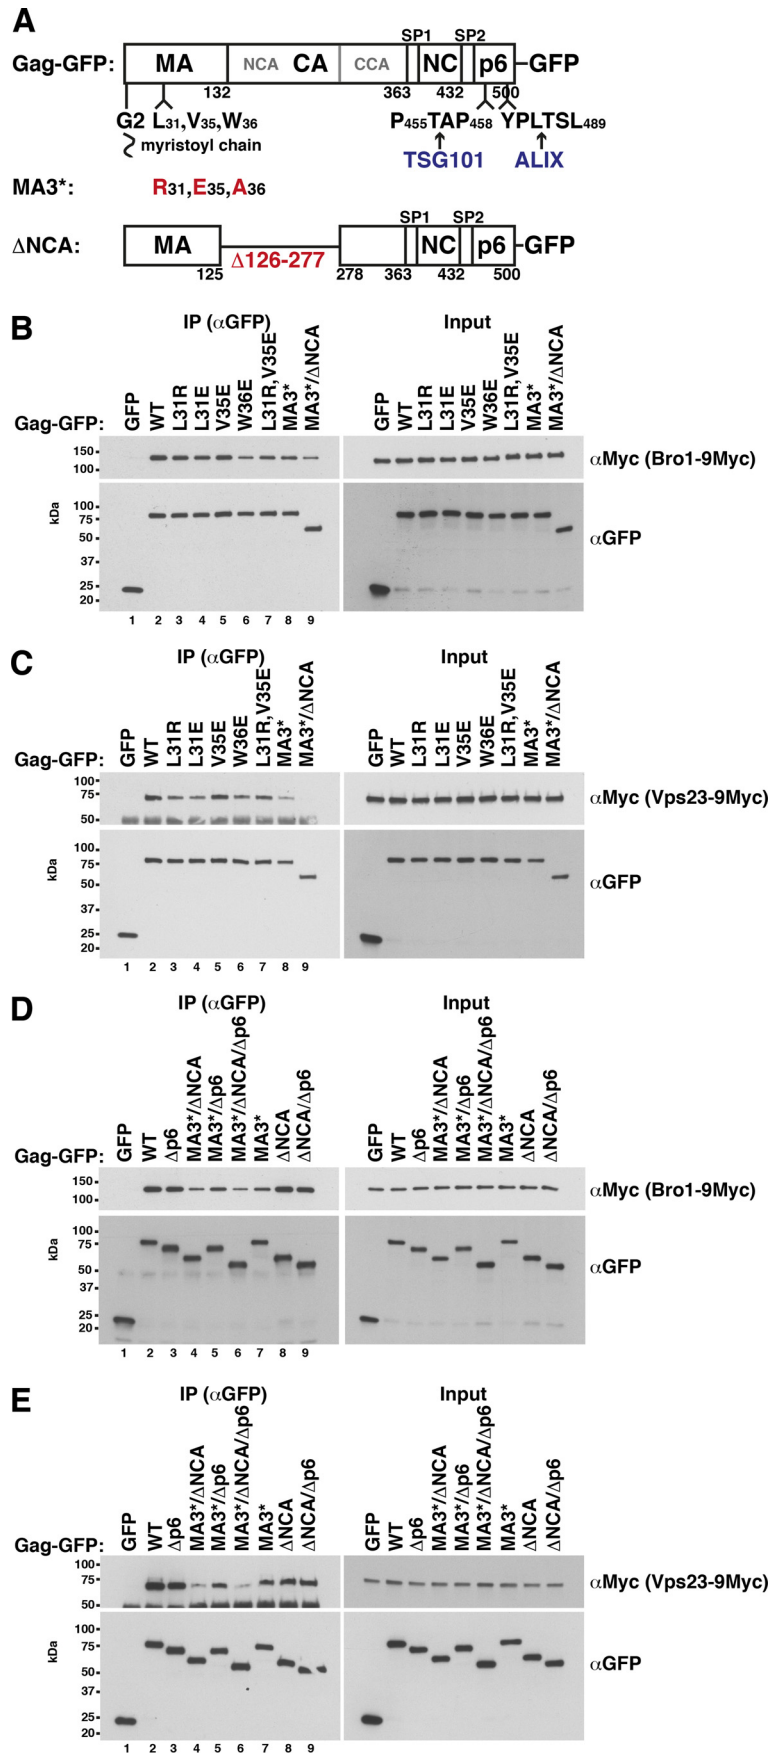 A
SP1 SP2
Gag-GFP: MA NCA CA CCA NC p6 GFP
132 363 432 500
G2 L31,V35,W36 P455TAP458 YPLTSL489
myristoyl chain
TSG101 ALIX
MA3*: R31,E35,A36
SP1 SP2
ΔNCA: MA NC p6 GFP
125 Δ126-277 278 363 432 500
B
IP (αGFP) Input
Gag-GFP: GFP WT L31R L31E V35E W36E L31R,V35E MA3* MA3*/ΔNCA GFP WT L31R L31E V35E W36E L31R,V35E MA3* MA3*/ΔNCA
150
100
αMyc (Bro1-9Myc)
kDa
100
75
50
37
25
20
αGFP
1 2 3 4 5 6 7 8 9
C
IP (αGFP) Input
Gag-GFP: GFP WT L31R L31E V35E W36E L31R,V35E MA3* MA3*/ΔNCA GFP WT L31R L31E V35E W36E L31R,V35E MA3* MA3*/ΔNCA
100
75
50
αMyc (Vps23-9Myc)
kDa
100
75
50
37
25
20
αGFP
1 2 3 4 5 6 7 8 9
D
IP (αGFP) Input
Gag-GFP: GFP WT Δp6 MA3*/ΔNCA MA3*/Δp6 MA3*/ΔNCA/Δp6 MA3* ΔNCA ΔNCA/Δp6 GFP WT Δp6 MA3*/ΔNCA MA3*/Δp6 MA3*/ΔNCA/Δp6 MA3* ΔNCA ΔNCA/Δp6
150
100
αMyc (Bro1-9Myc)
kDa
100
75
50
37
25
20
αGFP
1 2 3 4 5 6 7 8 9
E
IP (αGFP) Input
Gag-GFP: GFP WT Δp6 MA3*/ΔNCA MA3*/Δp6 MA3*/ΔNCA/Δp6 MA3* ΔNCA ΔNCA/Δp6 GFP WT Δp6 MA3*/ΔNCA MA3*/Δp6 MA3*/ΔNCA/Δp6 MA3* ΔNCA ΔNCA/Δp6
100
75
50
αMyc (Vps23-9Myc)
kDa
100
75
50
37
25
20
αGFP
1 2 3 4 5 6 7 8 9